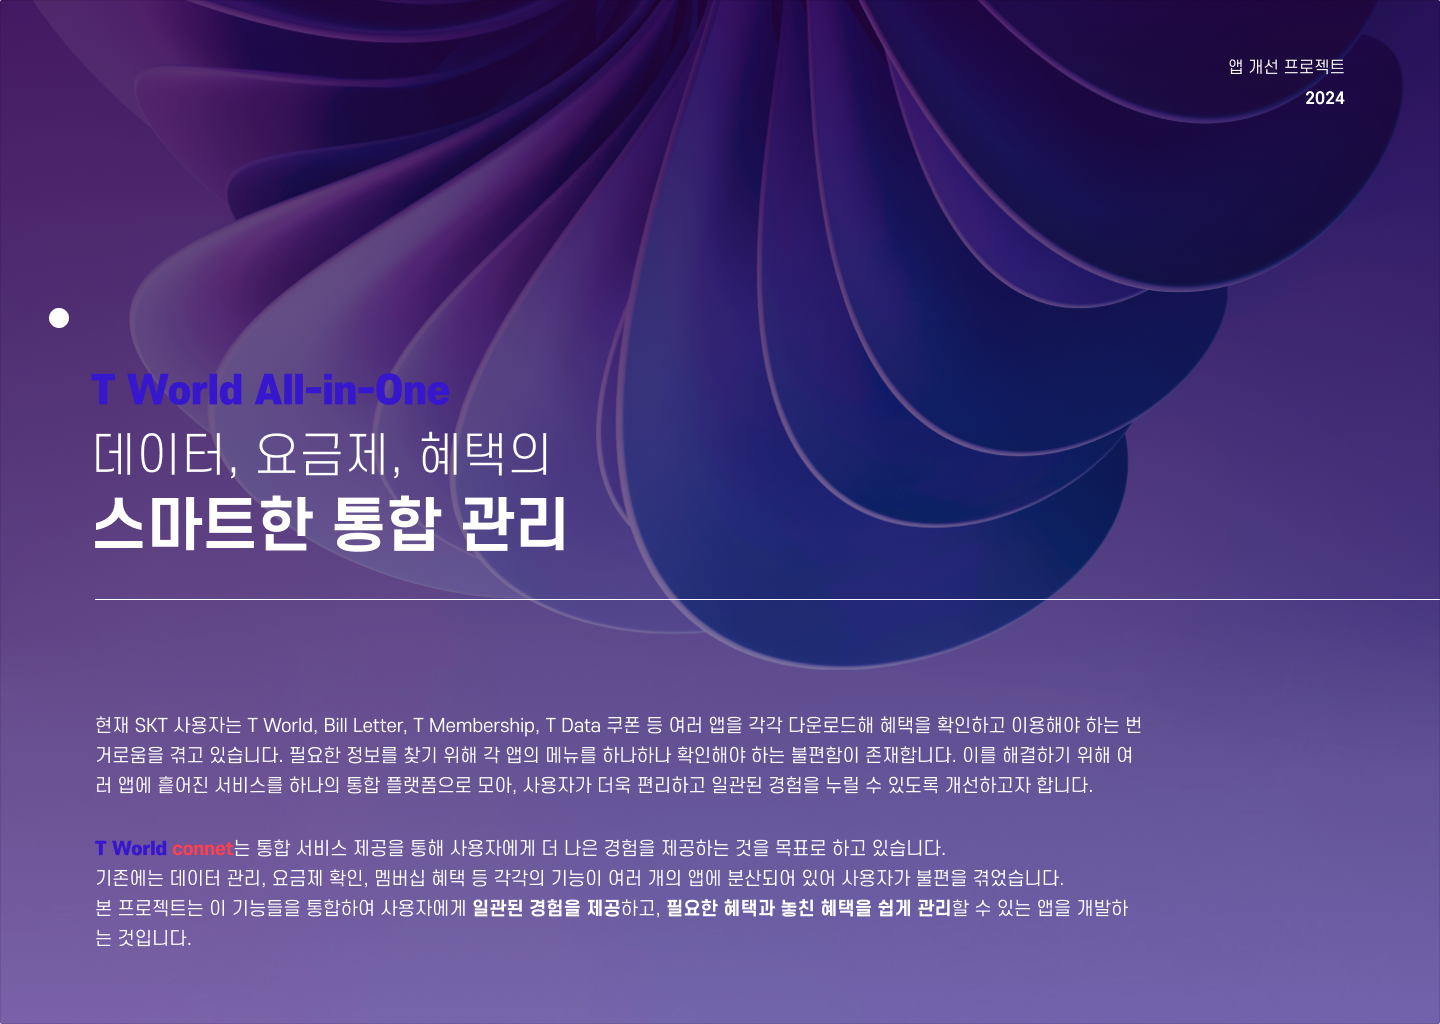 앱 개선 프로젝트
2024
T World All-in-One
데이터, 요금제, 혜택의
스마트한 통합 관리
현재 SKT 사용자는 T World, Bill Letter, T Membership, T Data 쿠폰 등 여러 앱을 각각 다운로드해 혜택을 확인하고 이용해야 하는 번
거로움을 겪고 있습니다. 필요한 정보를 찾기 위해 각 앱의 메뉴를 하나하나 확인해야 하는 불편함이 존재합니다. 이를 해결하기 위해 여
러 앱에 흩어진 서비스를 하나의 통합 플랫폼으로 모아, 사용자가 더욱 편리하고 일관된 경험을 누릴 수 있도록 개선하고자 합니다.
T World connet는 통합 서비스 제공을 통해 사용자에게 더 나은 경험을 제공하는 것을 목표로 하고 있습니다.
기존에는 데이터 관리, 요금제 확인, 멤버십 혜택 등 각각의 기능이 여러 개의 앱에 분산되어 있어 사용자가 불편을 겪었습니다.
본 프로젝트는 이 기능들을 통합하여 사용자에게 일관된 경험을 제공하고, 필요한 혜택과 놓친 혜택을 쉽게 관리할 수 있는 앱을 개발하
는 것입니다.